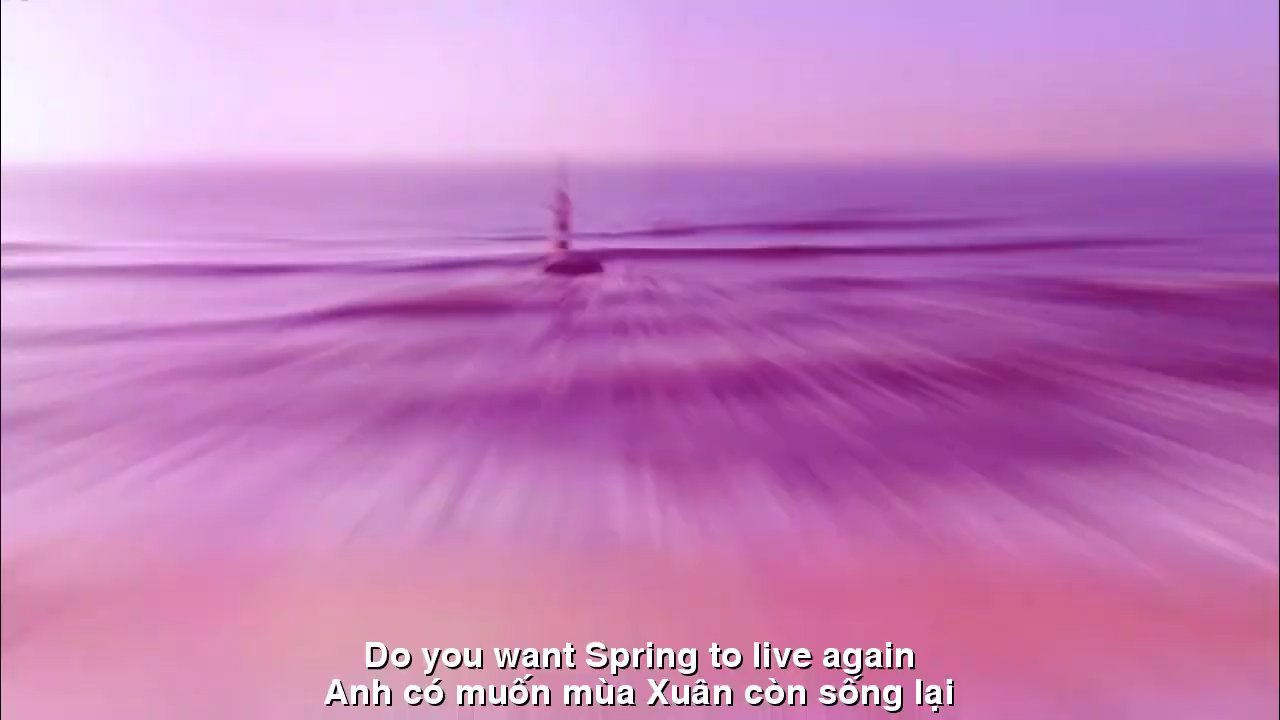 Do you want Spring to live again
Anh có muốn mùa Xuân còn sống lại